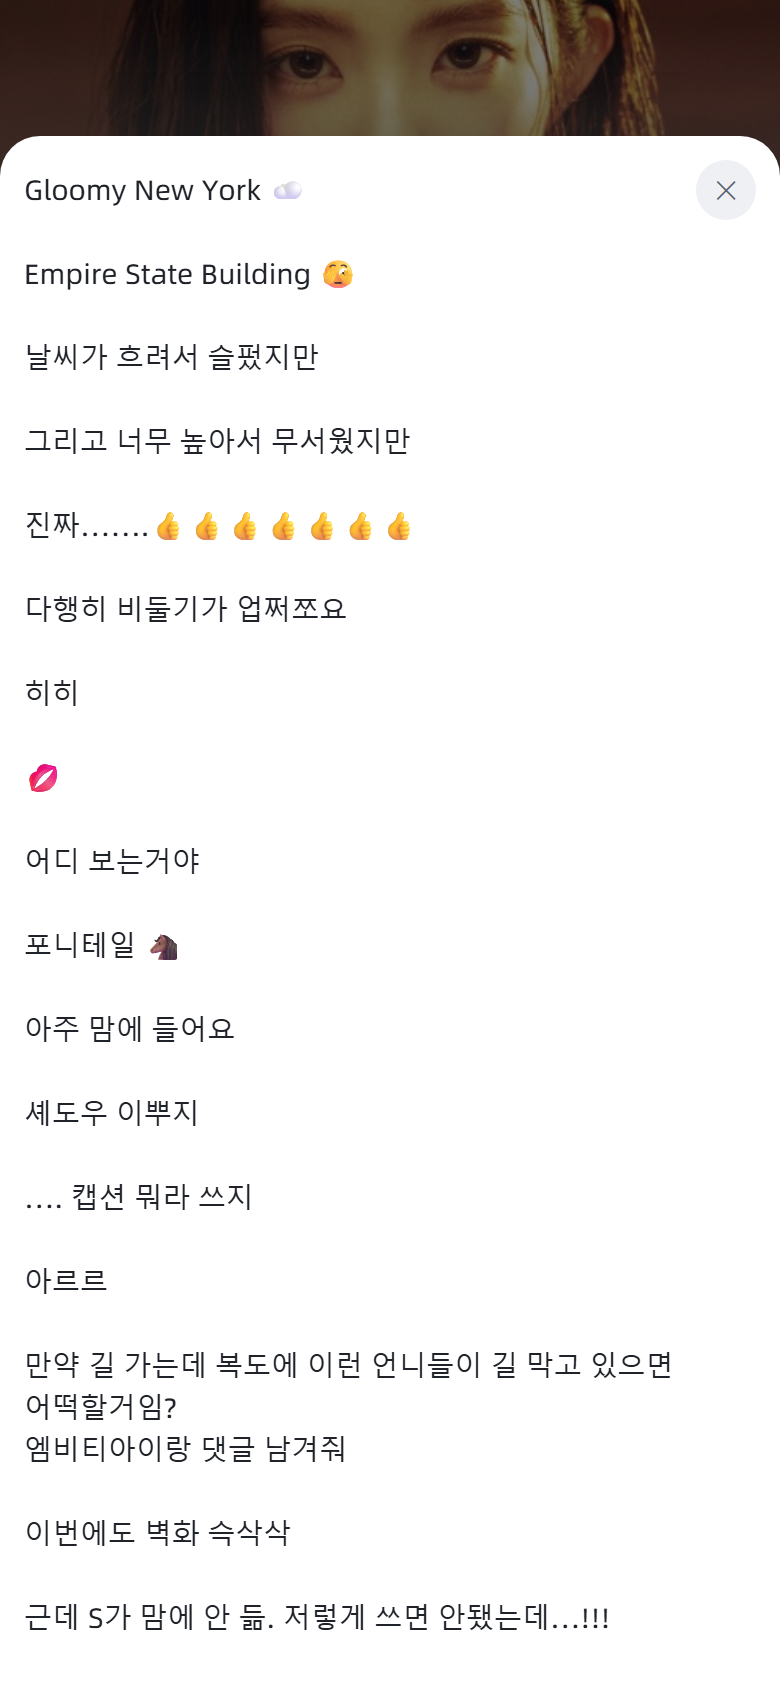 Gloomy New York ☁️
Empire State Building 🫣
날씨가 흐려서 슬펐지만
그리고 너무 높아서 무서웠지만
진짜.......👍👍👍👍👍👍👍
다행히 비둘기가 업쩌쪼요
히히
💋
어디 보는거야
포니테일 🐴
아주 맘에 들어요
셰도우 이뿌지
.... 캡션 뭐라 쓰지
아르르
만약 길 가는데 복도에 이런 언니들이 길 막고 있으면
어떡할거임?
엠비티아이랑 댓글 남겨줘
이번에도 벽화 슥삭삭
근데 S가 맘에 안 듦. 저렇게 쓰면 안됐는데...!!!